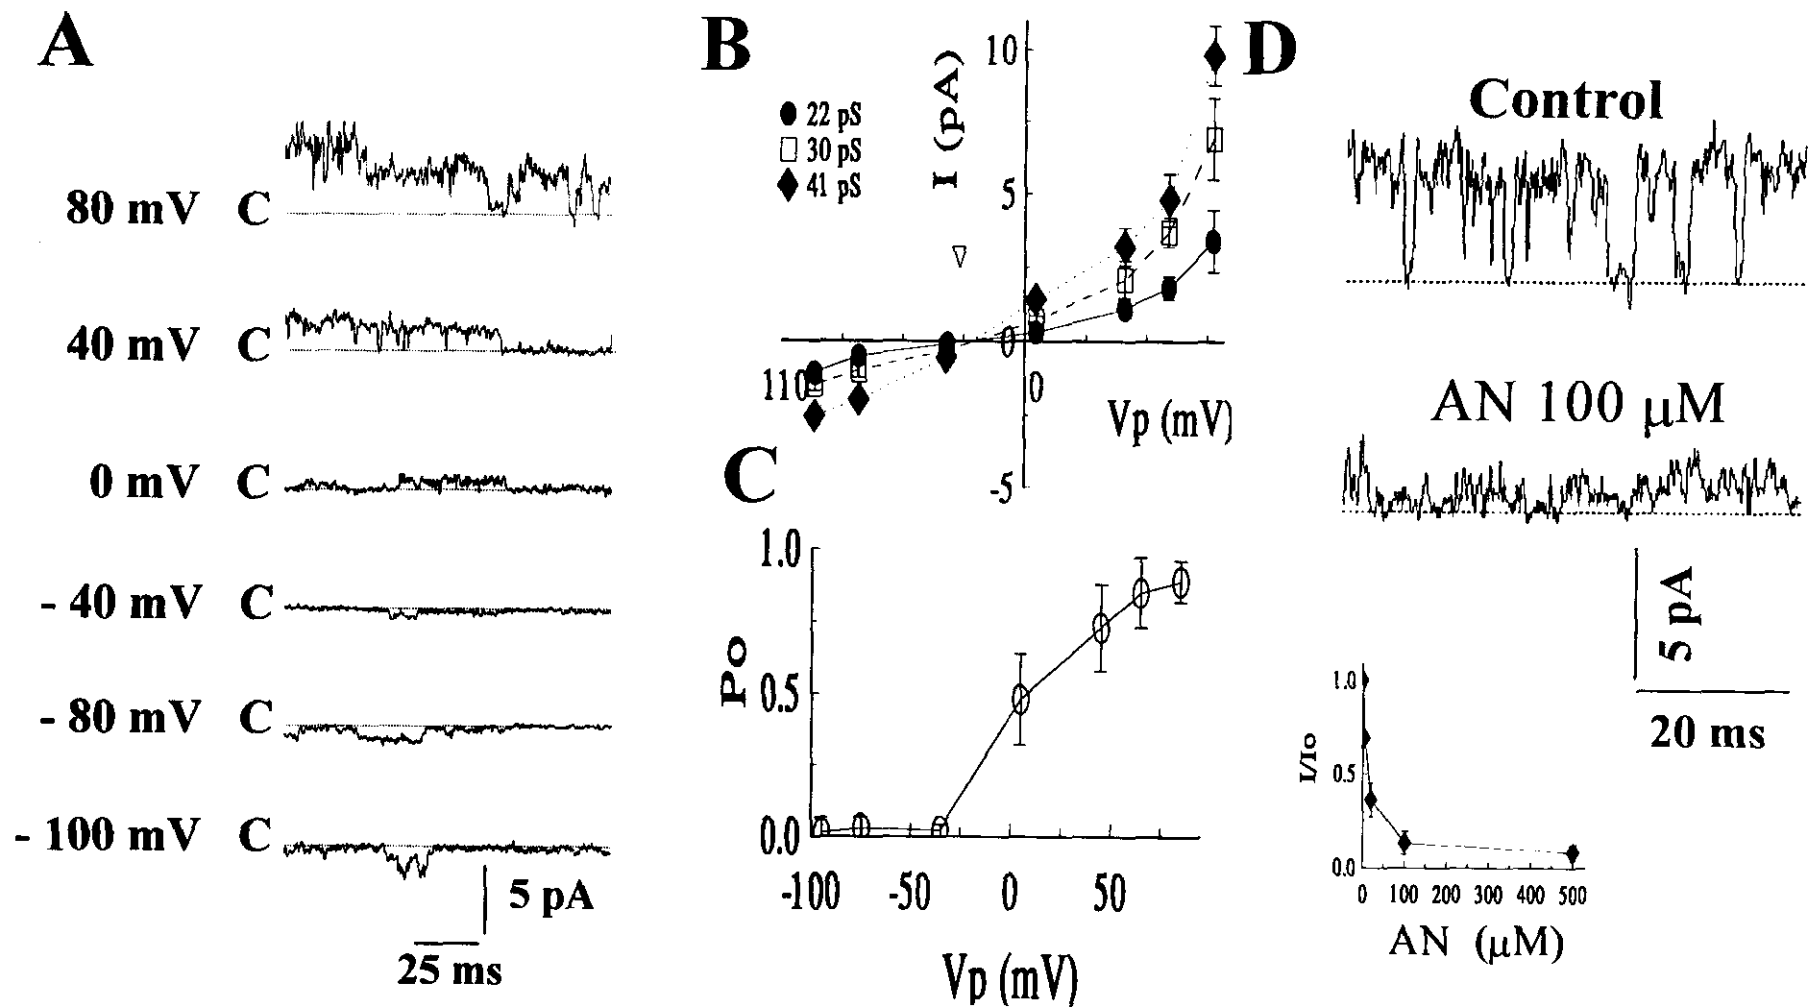 A
80 mV C
40 mV C
0 mV C
- 40 mV C
- 80 mV C
- 100 mV C
5 pA
25 ms
B
22 pS
30 pS
41 pS
I (pA)
10
5
0
110
0
-5
Vp (mV)
C
Po
1.0
0.5
0.0
-100 -50 0 50
Vp (mV)
D
Control
AN 100 μM
5 pA
20 ms
I/Io
1.0
0.5
0.0
0 100 200 300 400 500
AN (μM)